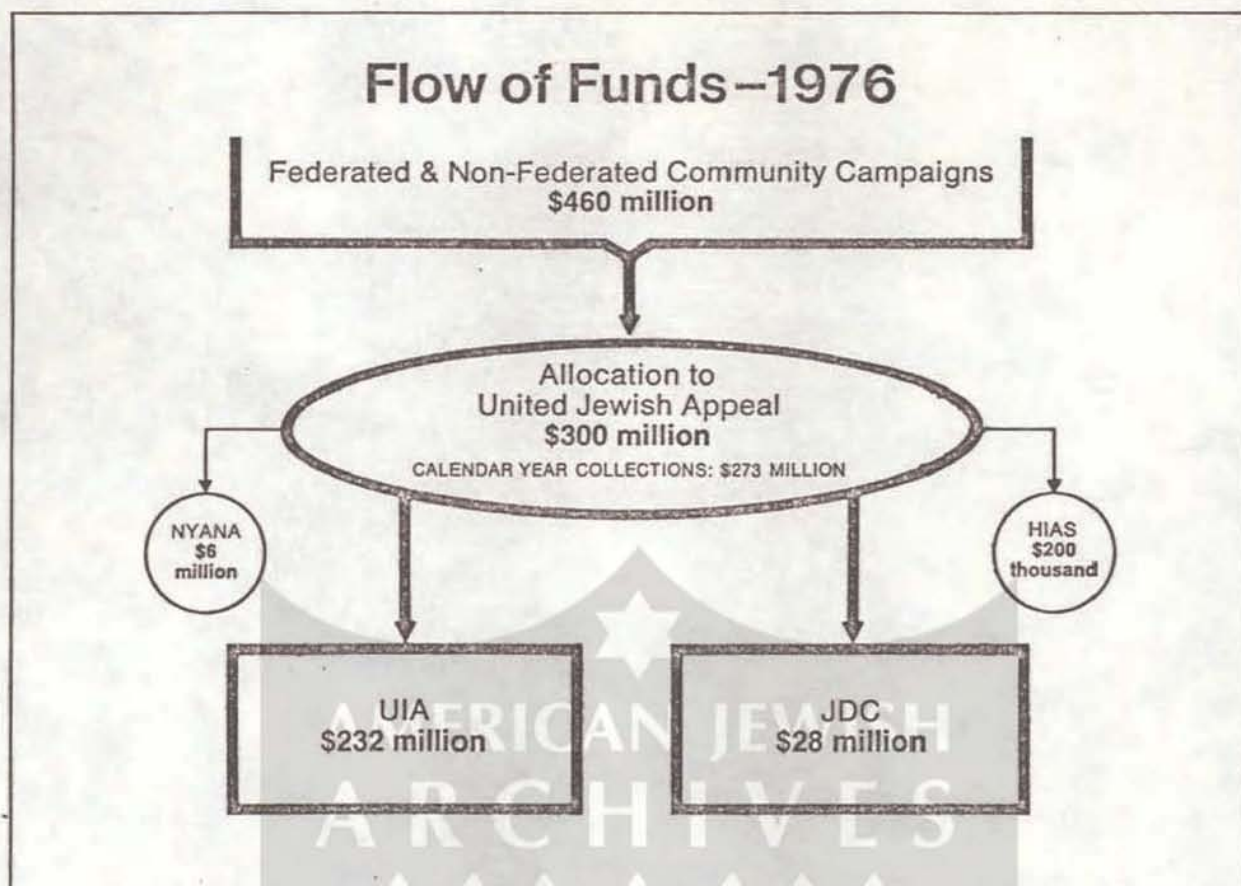 Flow of Funds–1976
Federated & Non-Federated Community Campaigns
$460 million
Allocation to
United Jewish Appeal
$300 million
CALENDAR YEAR COLLECTIONS: $273 MILLION
NYANA
$6
million
HIAS
$200
thousand
UIA
$232 million
JDC
$28 million
AMERICAN JEWISH
ARCHIVES